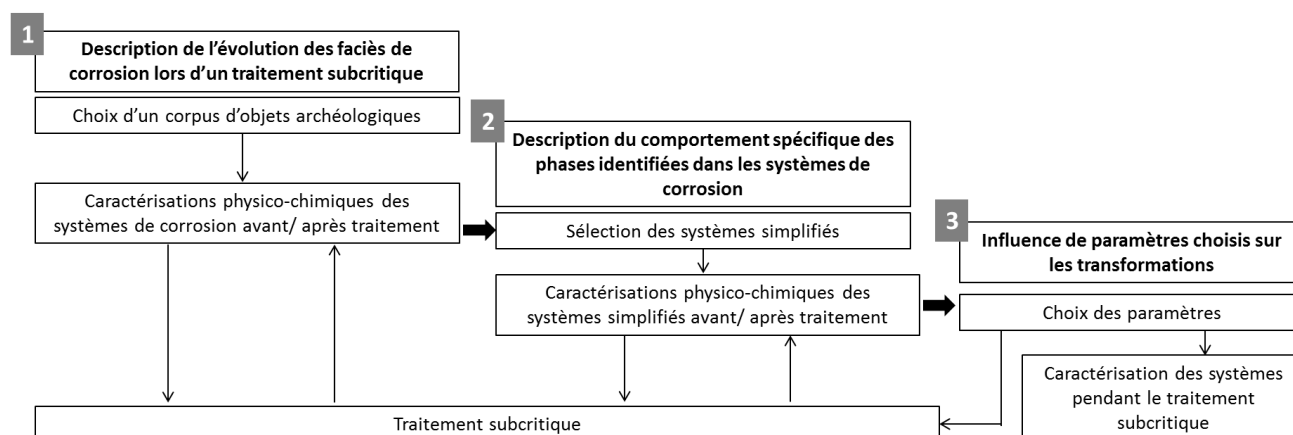 1
Description de l'évolution des faciès de
corrosion lors d'un traitement subcritique
Choix d'un corpus d'objets archéologiques
Caractérisations physico-chimiques des
systèmes de corrosion avant/ après traitement
2
Description du comportement spécifique des
phases identifiées dans les systèmes de
corrosion
Sélection des systèmes simplifiés
Caractérisations physico-chimiques des
systèmes simplifiés avant/ après traitement
3
Influence de paramètres choisis sur
les transformations
Choix des paramètres
Caractérisation des systèmes
pendant le traitement
subcritique
Traitement subcritique